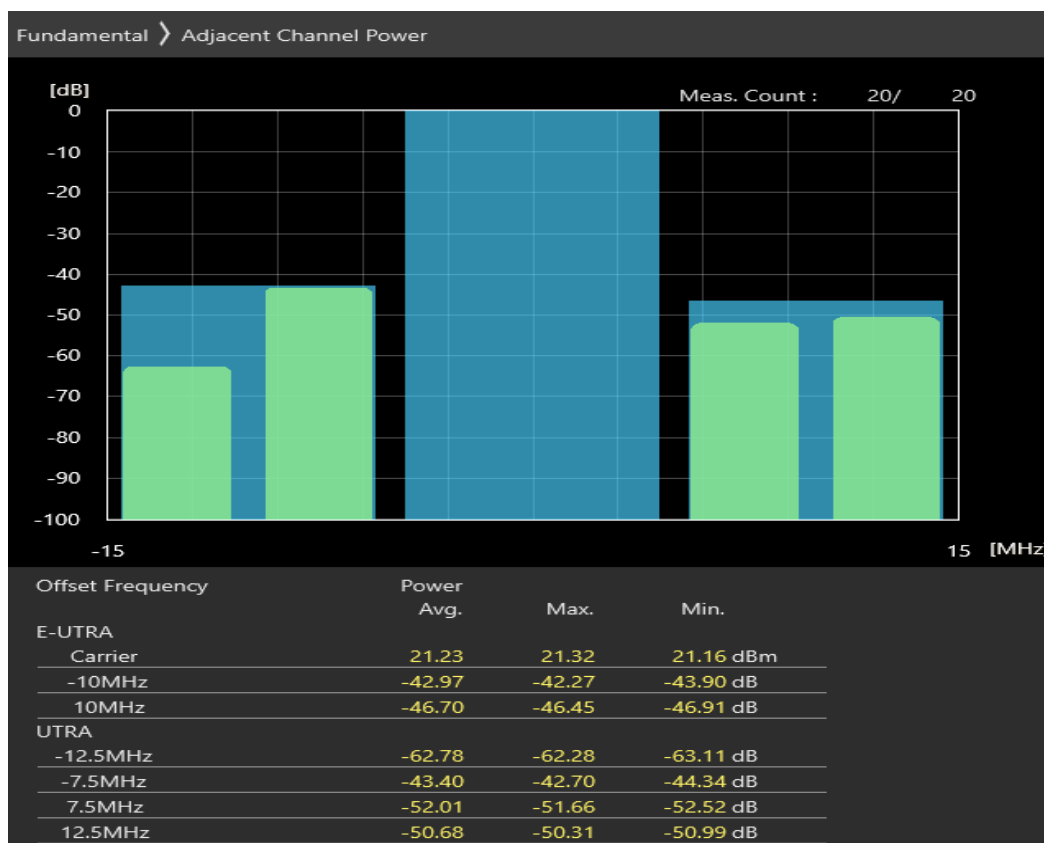 Fundamental 〉 Adjacent Channel Power
[dB]
Meas. Count : 20/ 20
0
-10
-20
-30
-40
-50
-60
-70
-80
-90
-100
-15 15 [MHz
Offset Frequency Power
Avg. Max. Min.
E-UTRA
Carrier 21.23 21.32 21.16 dBm
-10MHz -42.97 -42.27 -43.90 dB
10MHz -46.70 -46.45 -46.91 dB
UTRA
-12.5MHz -62.78 -62.28 -63.11 dB
-7.5MHz -43.40 -42.70 -44.34 dB
7.5MHz -52.01 -51.66 -52.52 dB
12.5MHz -50.68 -50.31 -50.99 dB